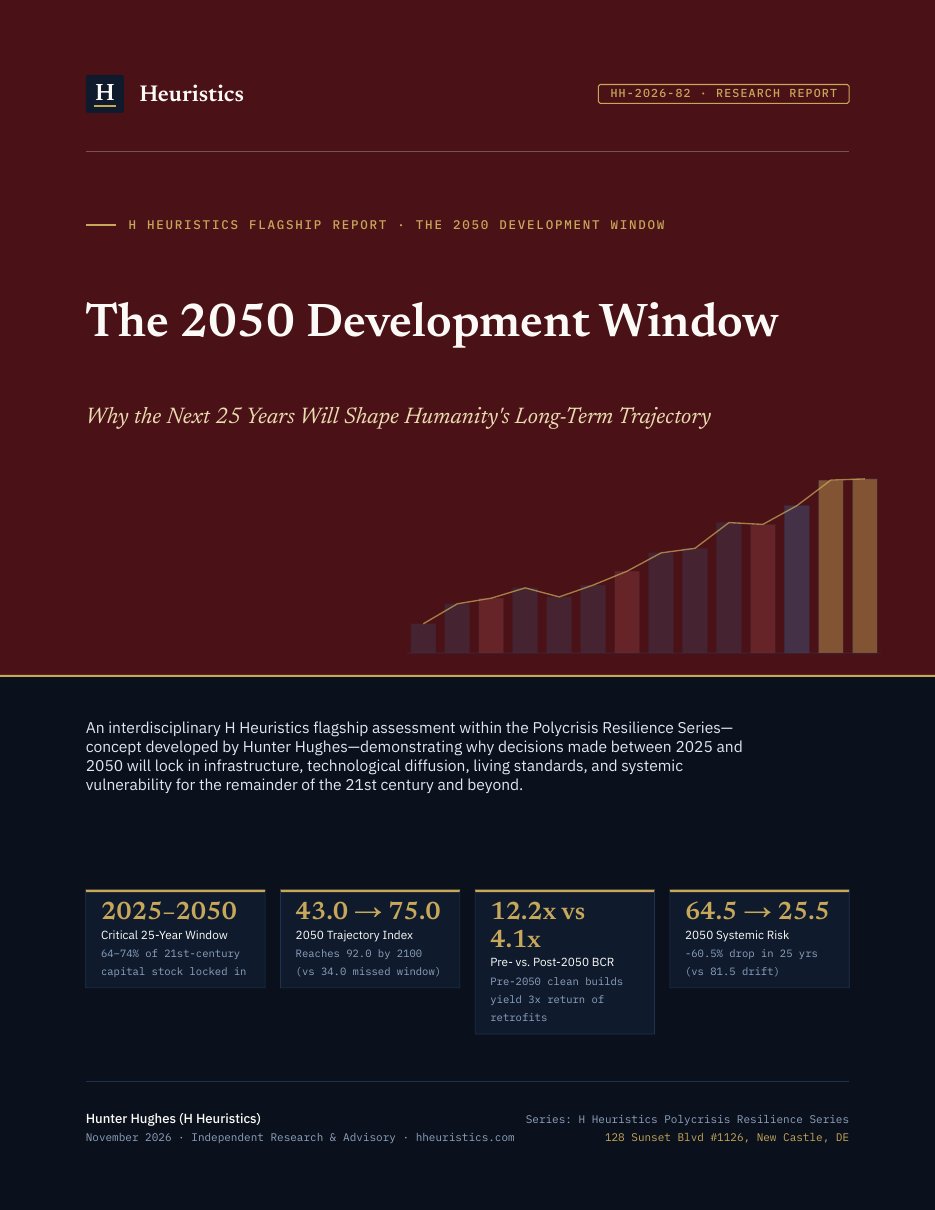 H Heuristics
HH-2026-82 · RESEARCH REPORT
H HEURISTICS FLAGSHIP REPORT · THE 2050 DEVELOPMENT WINDOW
The 2050 Development Window
Why the Next 25 Years Will Shape Humanity's Long-Term Trajectory
An interdisciplinary H Heuristics flagship assessment within the Polycrisis Resilience Series—
concept developed by Hunter Hughes—demonstrating why decisions made between 2025 and
2050 will lock in infrastructure, technological diffusion, living standards, and systemic
vulnerability for the remainder of the 21st century and beyond.
2025–2050
Critical 25-Year Window
64–74% of 21st-century
capital stock locked in
43.0 → 75.0
2050 Trajectory Index
Reaches 92.0 by 2100
(vs 34.0 missed window)
12.2x vs
4.1x
Pre- vs. Post-2050 BCR
Pre-2050 clean builds
yield 3x return of
retrofits
64.5 → 25.5
2050 Systemic Risk
-60.5% drop in 25 yrs
(vs 81.5 drift)
Hunter Hughes (H Heuristics)
November 2026 · Independent Research & Advisory · hheuristics.com
Series: H Heuristics Polycrisis Resilience Series
128 Sunset Blvd #1126, New Castle, DE